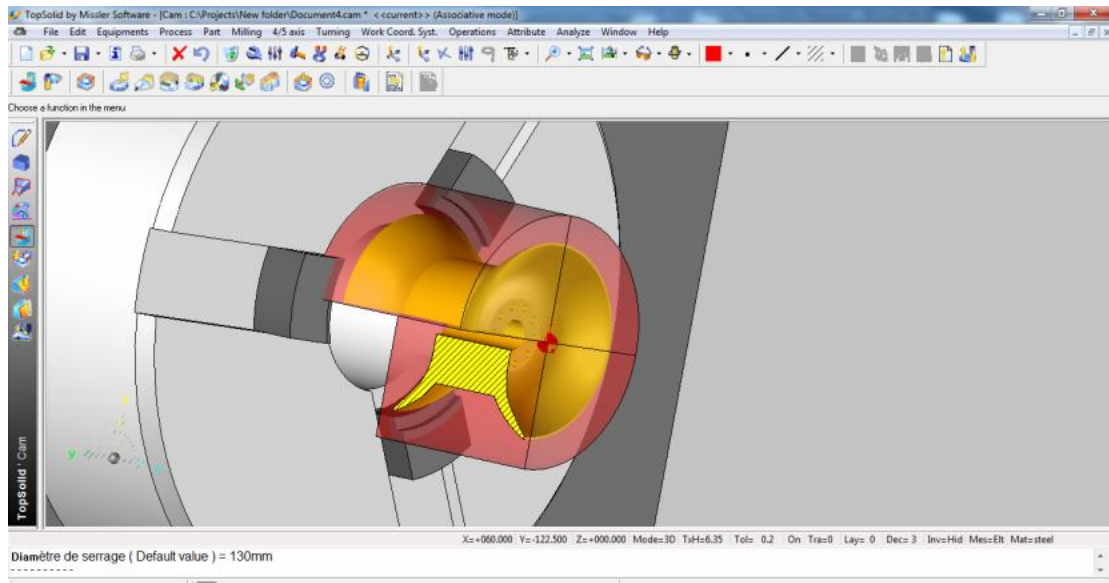 TopSolid by Missler Software - [Cam : C:\Projects\New folder\Document4.cam * <<current>> (Associative mode)]
File Edit Equipments Process Part Milling 4/5 axis Turning Work Coord. Syst. Operations Attribute Analyze Window Help
Choose a function in the menu
TopSolid'Cam
X=+060.000 Y=-122.500 Z=+000.000 Mode=3D TxH=6.35 Tol= 0.2 On Tra=0 Lay= 0 Dec= 3 Inv=Hid Mes=Elt Mat=steel
Diamètre de serrage ( Default value ) = 130mm
----------